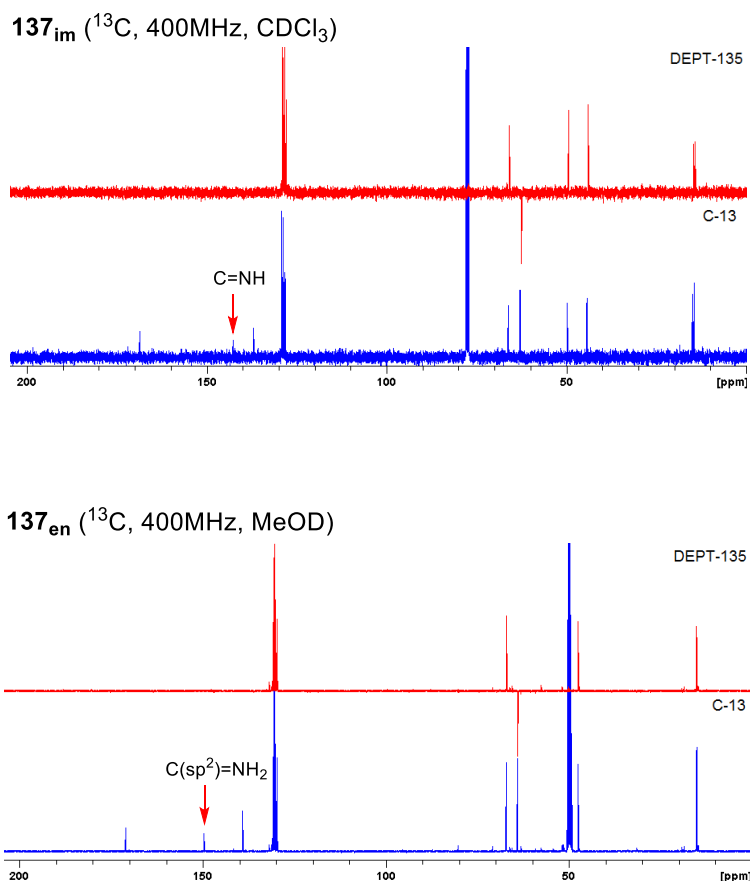 137im (13C, 400MHz, CDCl3)
DEPT-135
C-13
C=NH
200 150 100 50 [ppm]
137en (13C, 400MHz, MeOD)
DEPT-135
C-13
C(sp2)=NH2
200 150 100 50 [ppm]